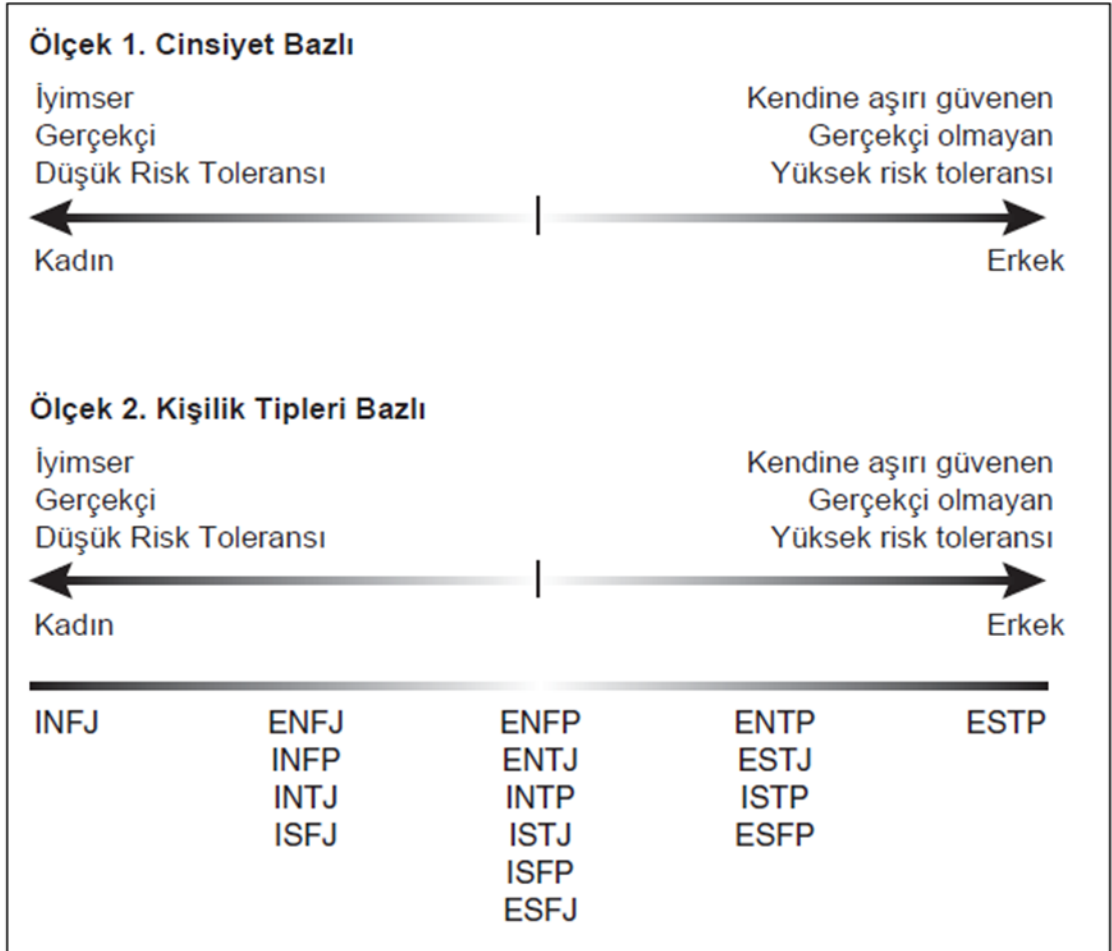 Ölçek 1. Cinsiyet Bazlı
İyimser Kendine aşırı güvenen
Gerçekçi Gerçekçi olmayan
Düşük Risk Toleransı Yüksek risk toleransı
Kadın Erkek
Ölçek 2. Kişilik Tipleri Bazlı
İyimser Kendine aşırı güvenen
Gerçekçi Gerçekçi olmayan
Düşük Risk Toleransı Yüksek risk toleransı
Kadın Erkek
INFJ ENFJ ENFP ENTP ESTP
INFP ENTJ ESTJ
INTJ INTP ISTP
ISFJ ISTJ ESFP
ISFP
ESFJ